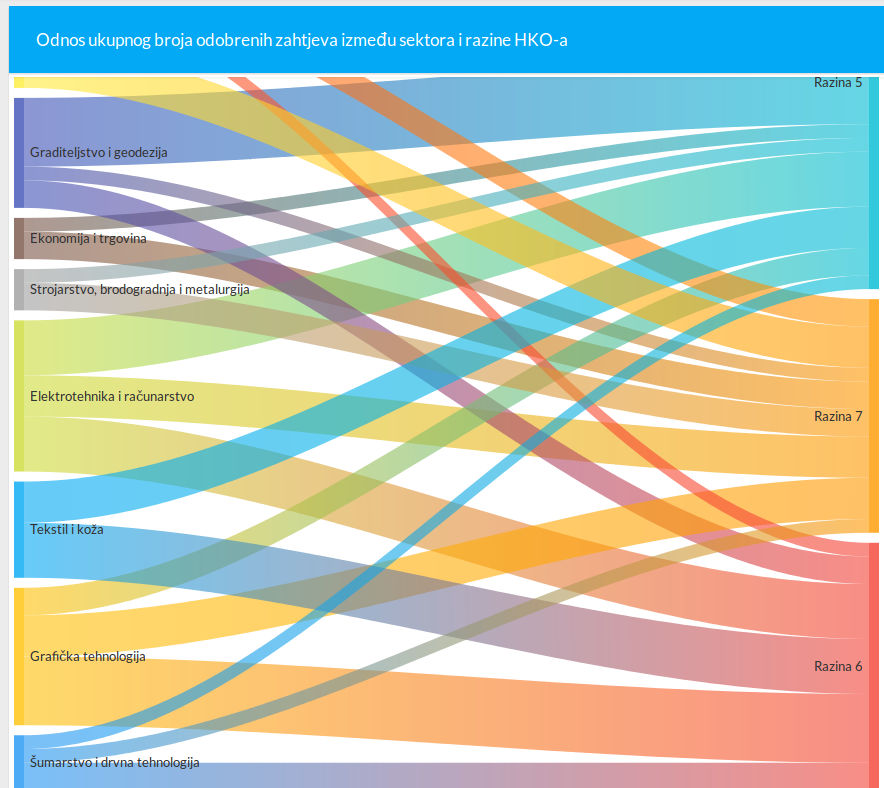 Odnos ukupnog broja odobrenih zahtjeva između sektora i razine HKO-a
Razina 5
Graditeljstvo i geodezija
Ekonomija i trgovina
Strojarstvo, brodogradnja i metalurgija
Elektrotehnika i računarstvo
Razina 7
Tekstil i koža
Grafička tehnologija
Razina 6
Šumarstvo i drvna tehnologija